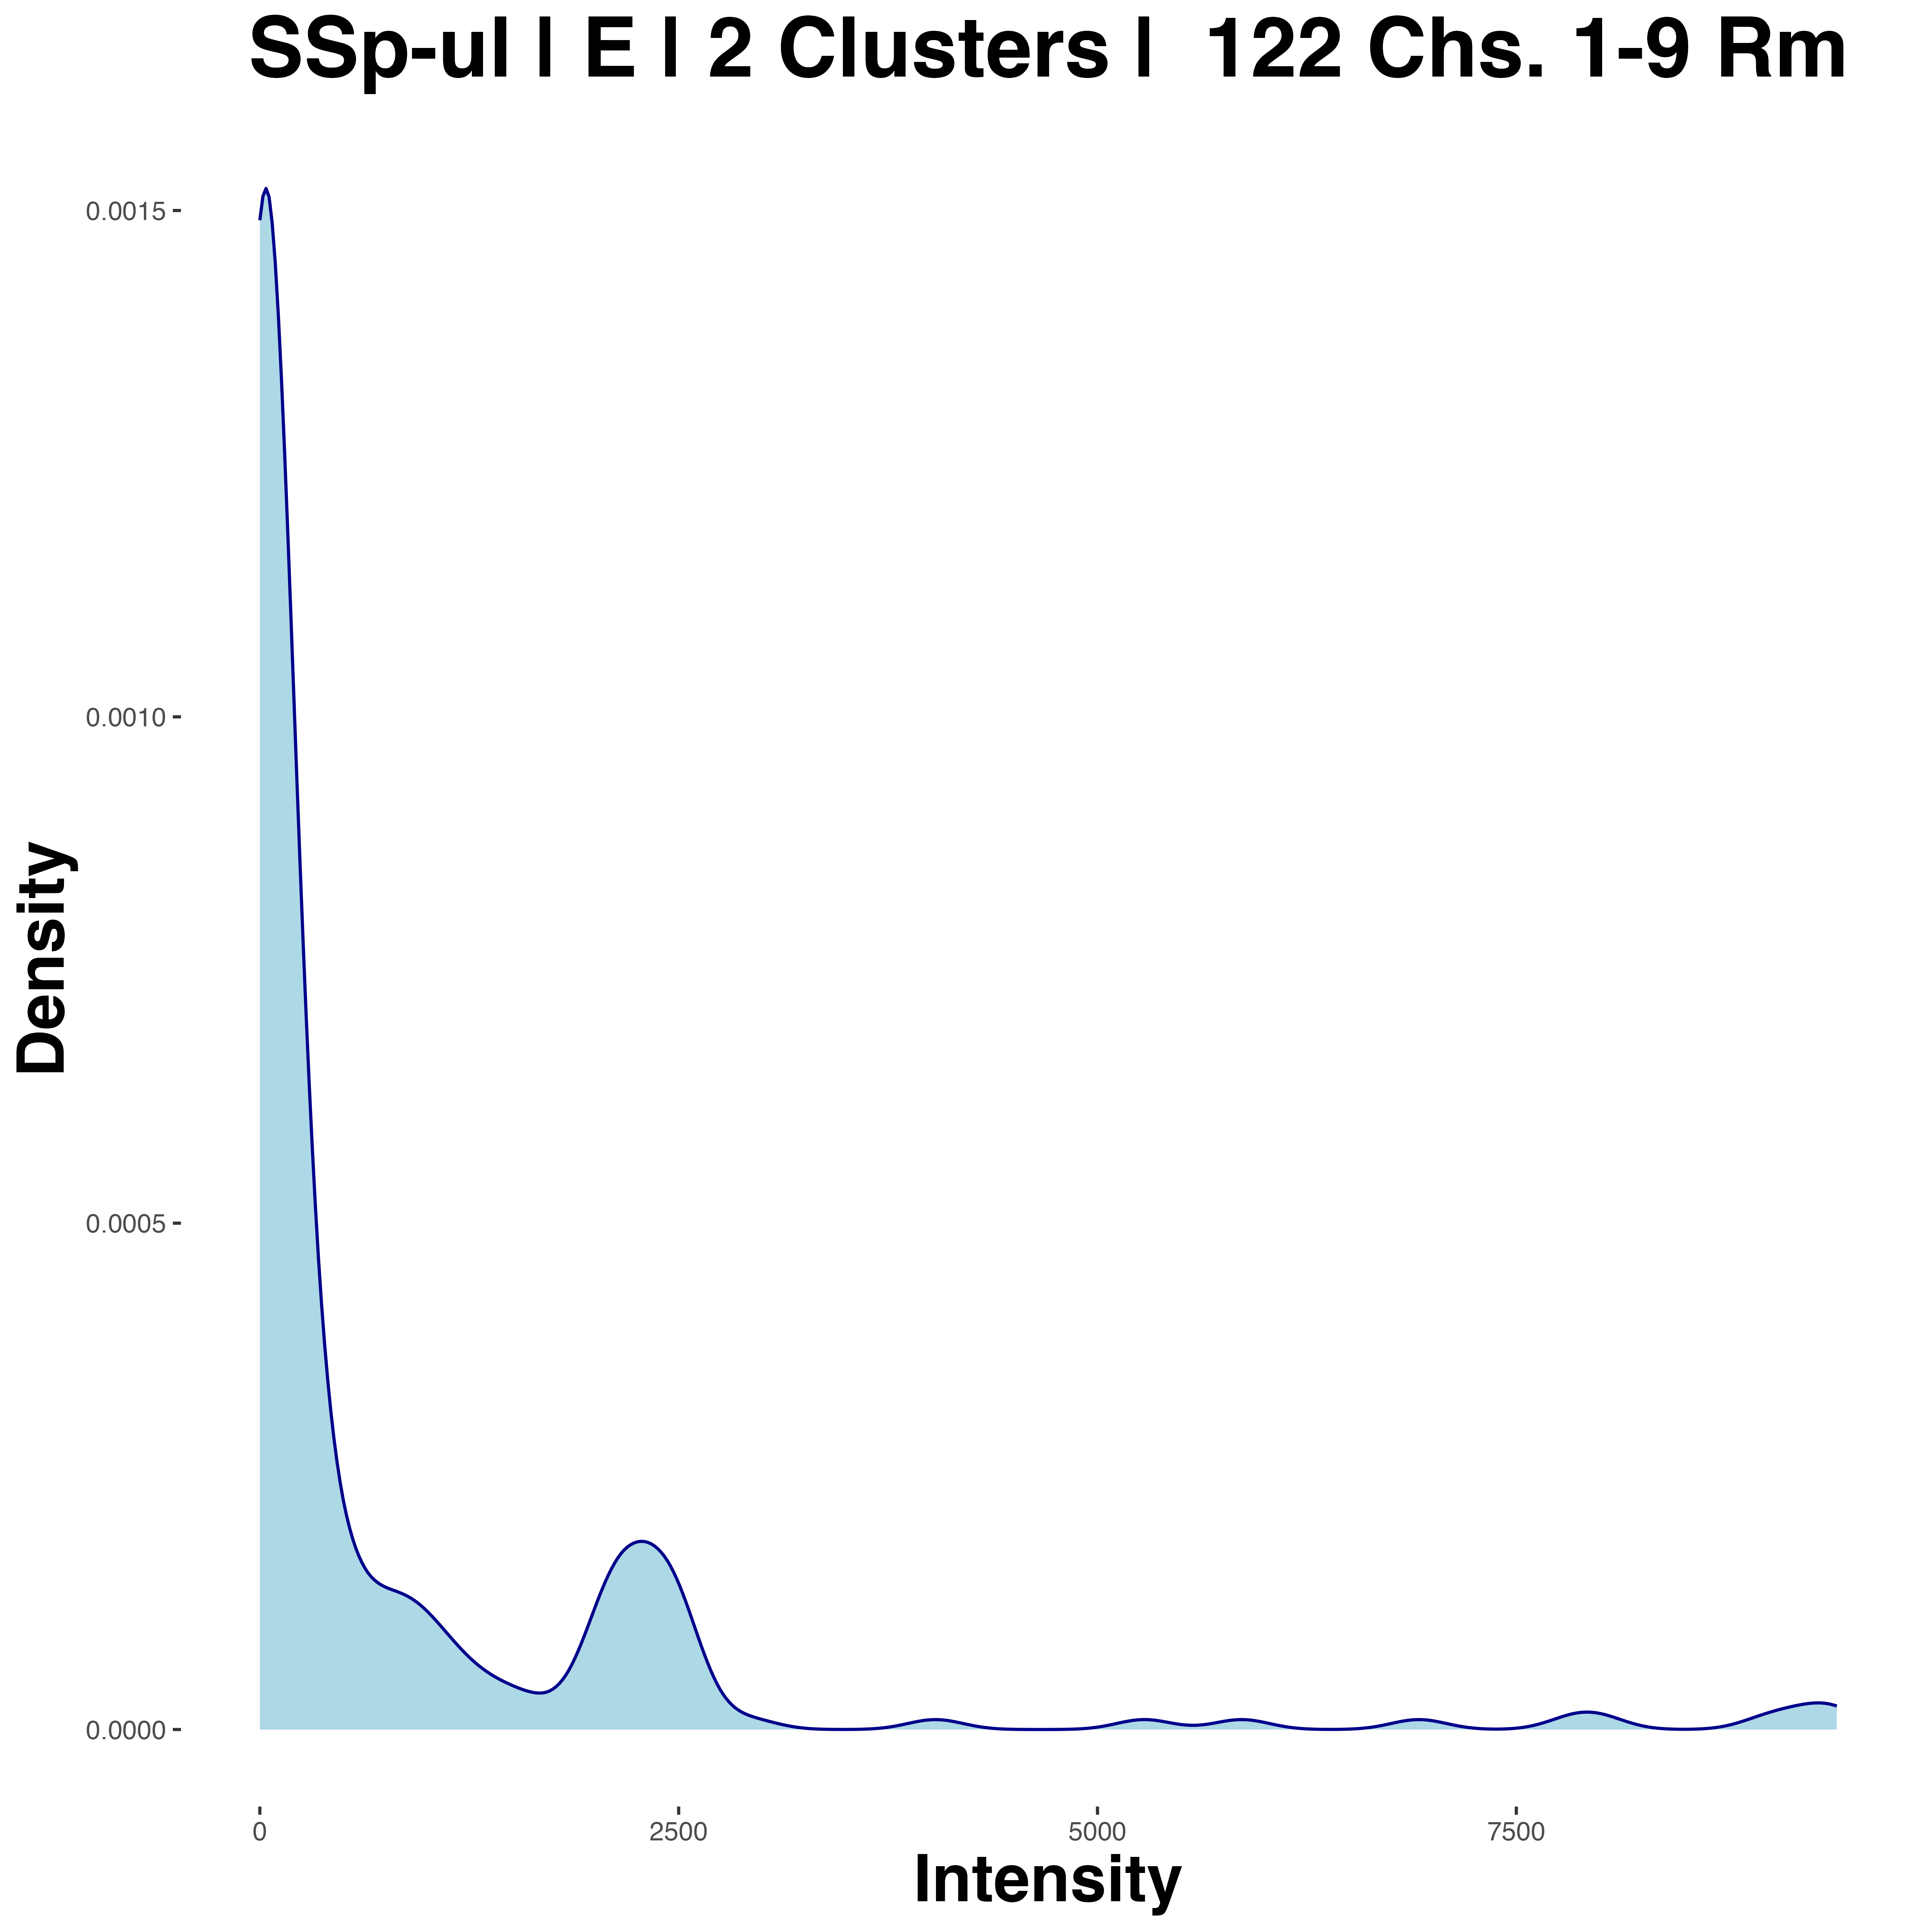 SSp-ul | E | 2 Clusters |  122 Chs. 1-9 Rm
0.0015
0.0010
0.0005
0.0000
Density
0
2500
5000
7500
Intensity